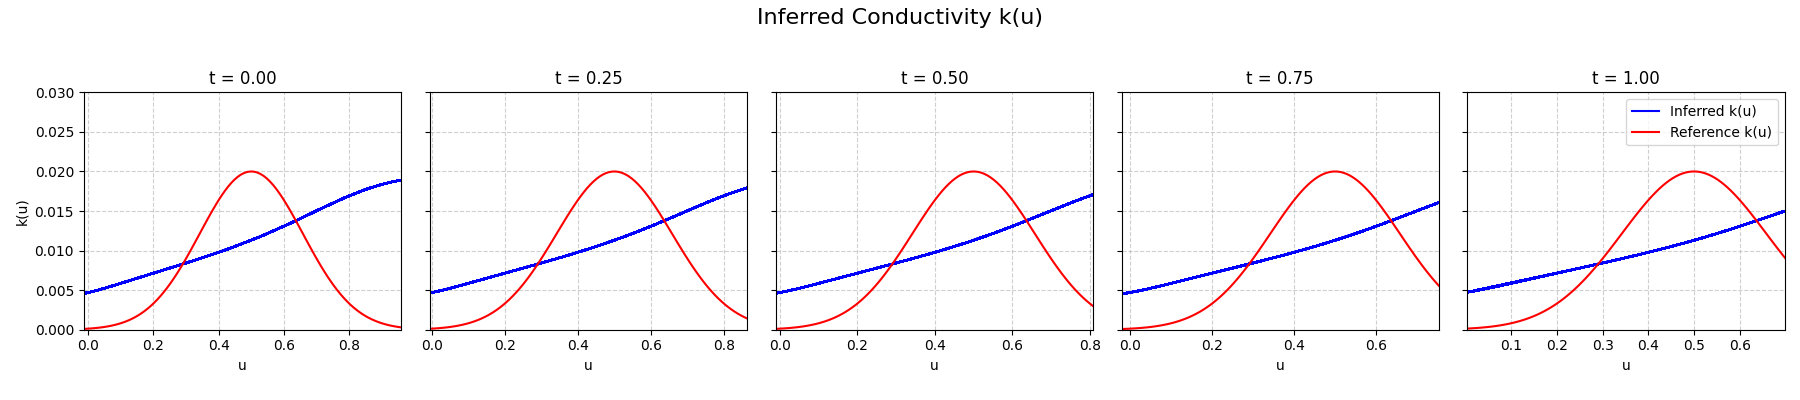 Inferred Conductivity k(u)
t = 0.00
t = 0.25
t = 0.50
t = 0.75
t = 1.00
k(u)
0.030
0.025
0.020
0.015
0.010
0.005
0.000
Inferred k(u)
Reference k(u)
0.0 0.2 0.4 0.6 0.8
0.0 0.2 0.4 0.6 0.8
0.0 0.2 0.4 0.6 0.8
0.0 0.2 0.4 0.6
0.1 0.2 0.3 0.4 0.5 0.6
u
u
u
u
u